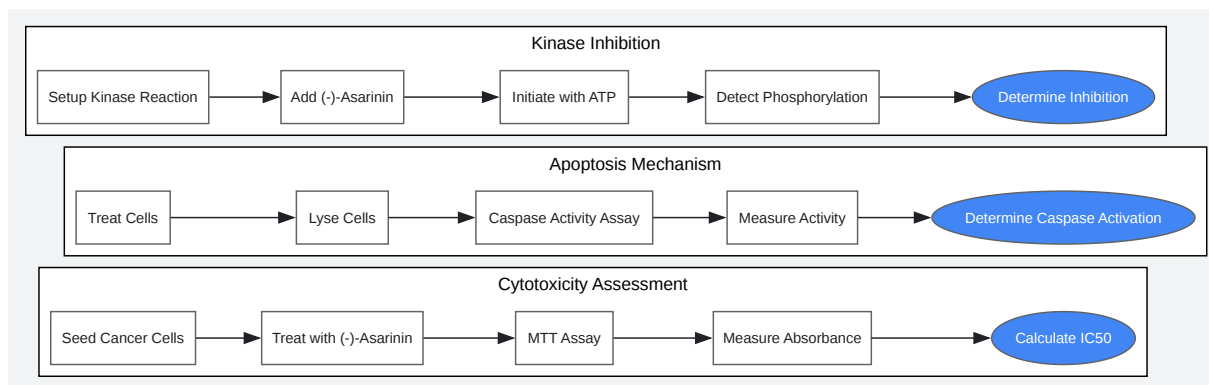 Kinase Inhibition
Setup Kinase Reaction
Add (-)-Asarinin
Initiate with ATP
Detect Phosphorylation
Determine Inhibition
Apoptosis Mechanism
Treat Cells
Lyse Cells
Caspase Activity Assay
Measure Activity
Determine Caspase Activation
Cytotoxicity Assessment
Seed Cancer Cells
Treat with (-)-Asarinin
MTT Assay
Measure Absorbance
Calculate IC50